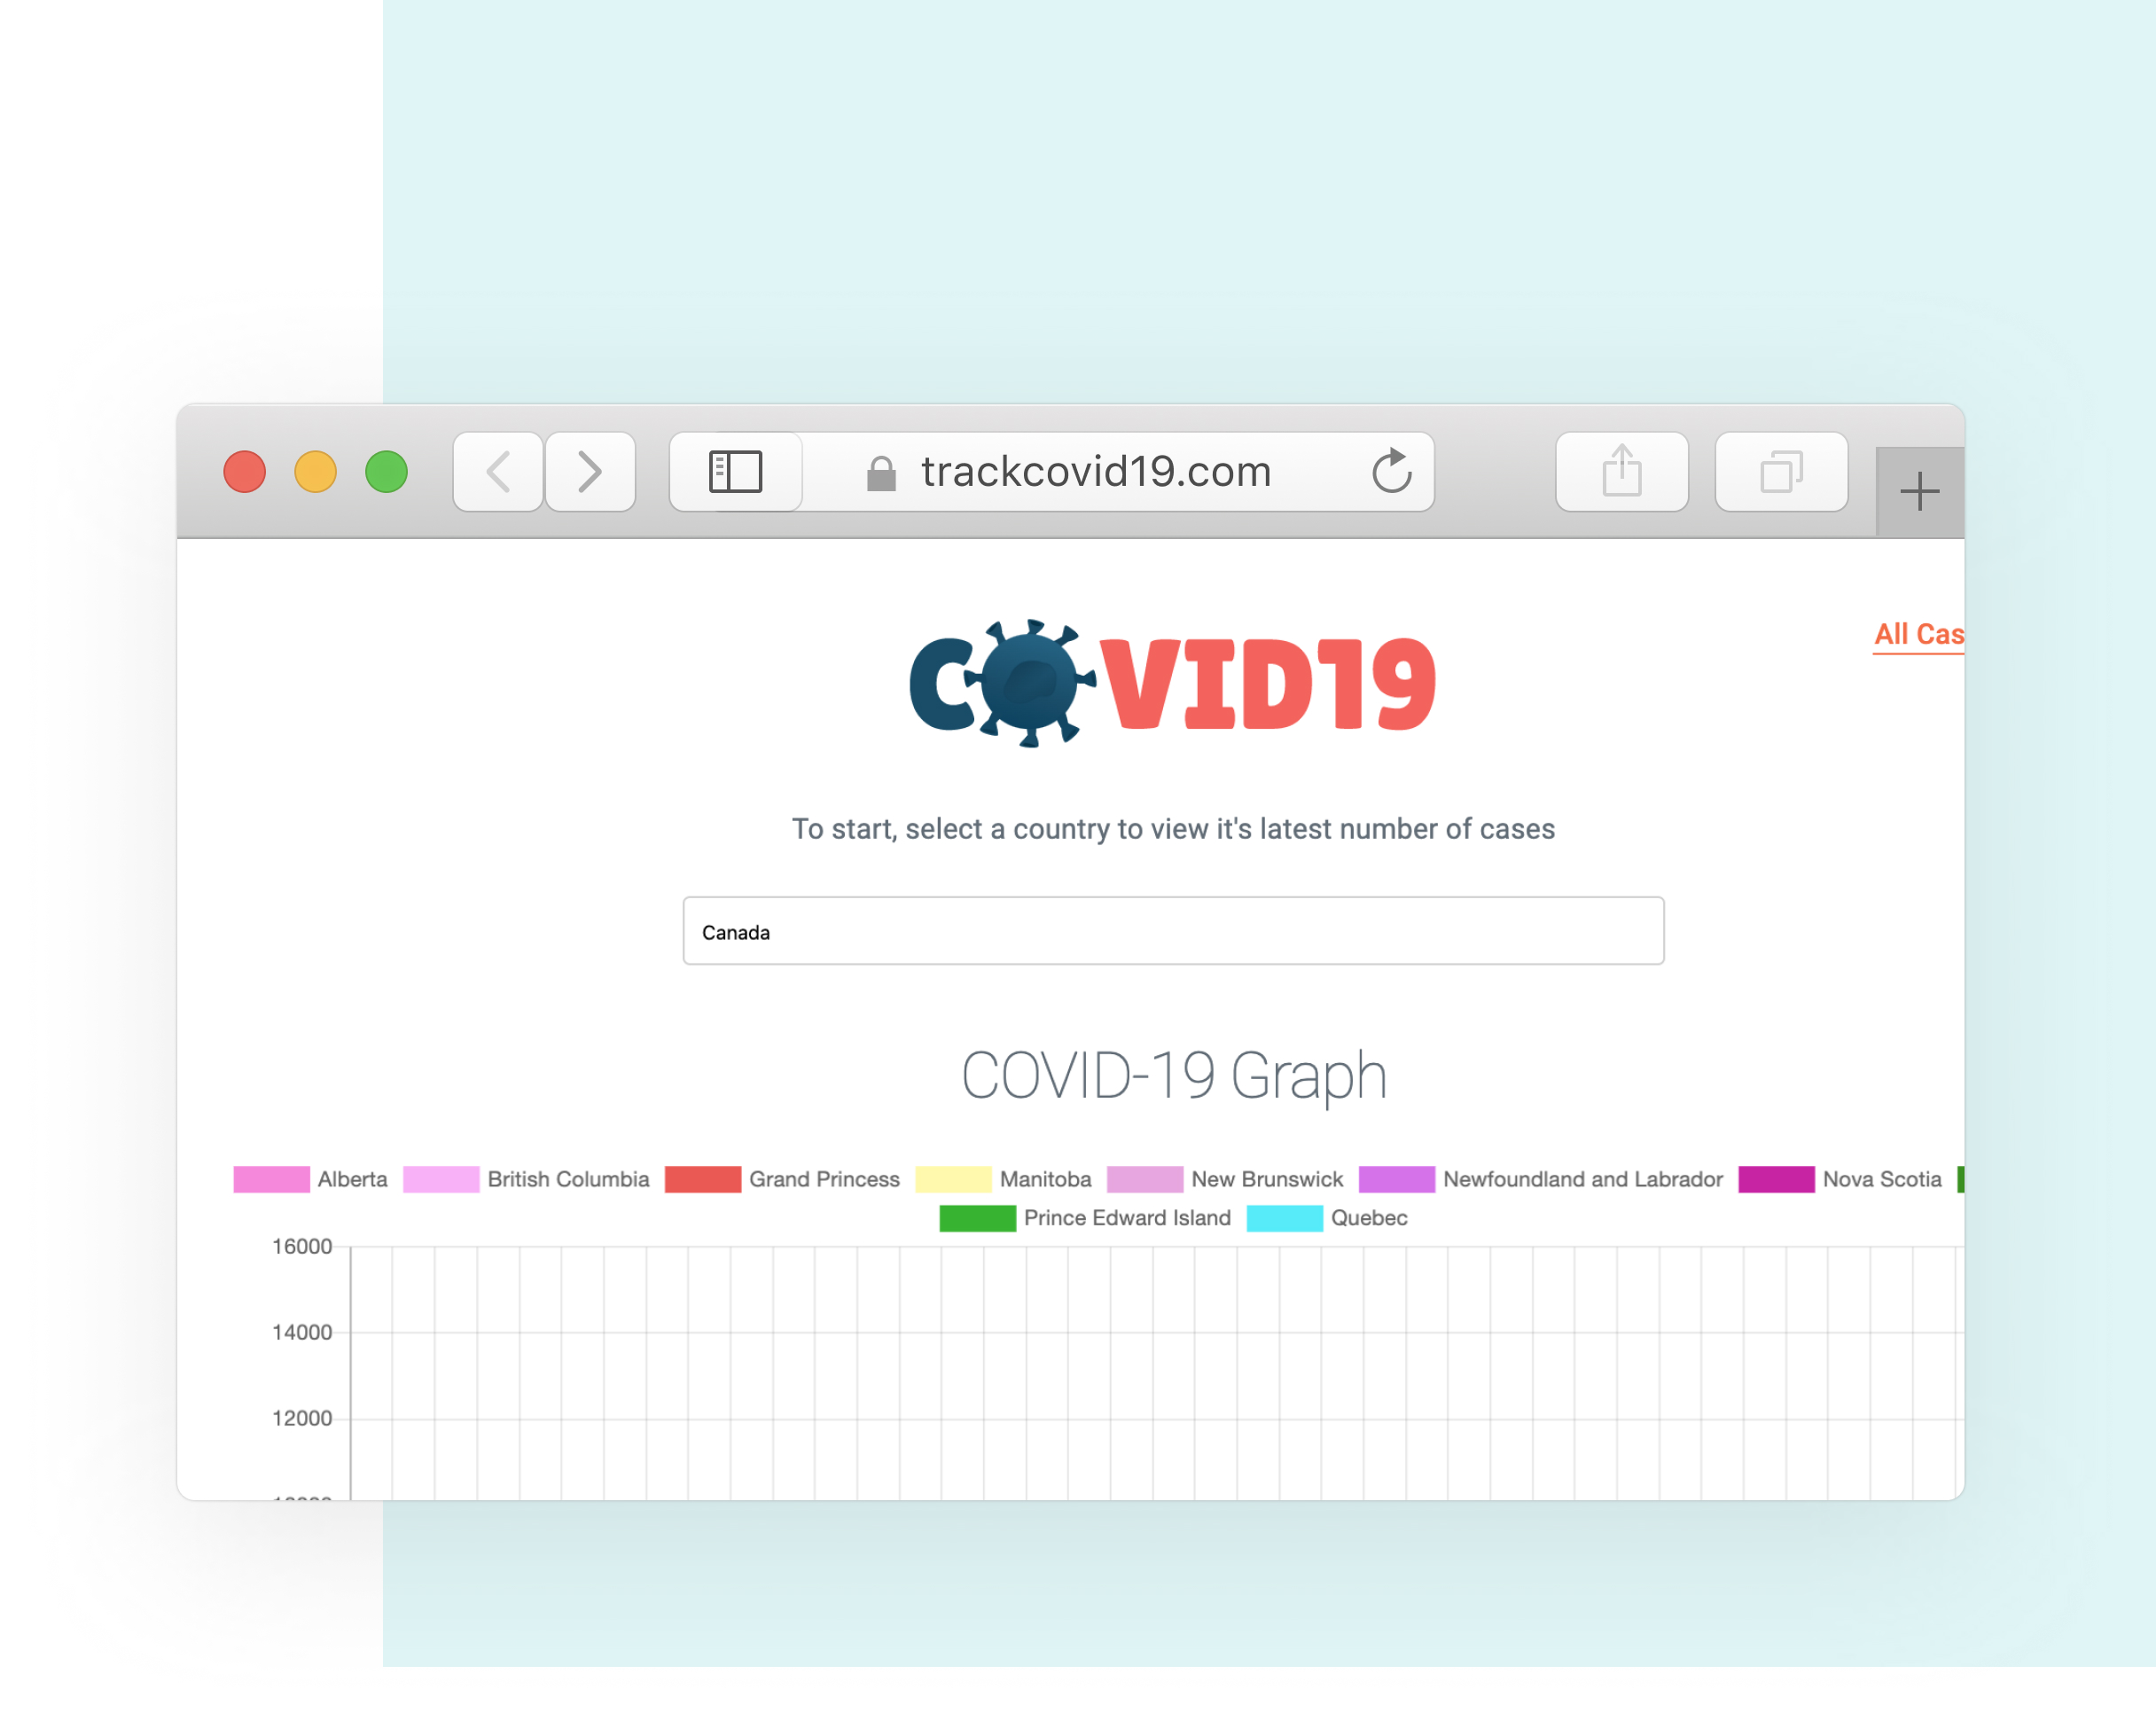 trackcovid19.com
COVID19
All Cas
To start, select a country to view it's latest number of cases
Canada
COVID-19 Graph
Alberta British Columbia Grand Princess Manitoba New Brunswick Newfoundland and Labrador Nova Scotia
Prince Edward Island Quebec
16000
14000
12000